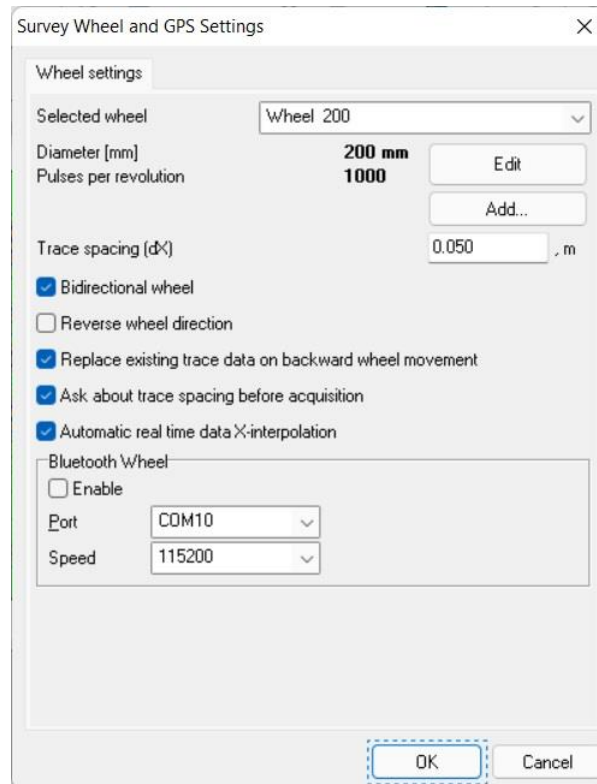 Survey Wheel and GPS Settings
Wheel settings
Selected wheel Wheel 200
Diameter [mm] 200 mm
Pulses per revolution 1000
Edit
Add...
Trace spacing (dX) 0.050 , m
Bidirectional wheel
Reverse wheel direction
Replace existing trace data on backward wheel movement
Ask about trace spacing before acquisition
Automatic real time data X-interpolation
Bluetooth Wheel
Enable
Port COM10
Speed 115200
OK Cancel